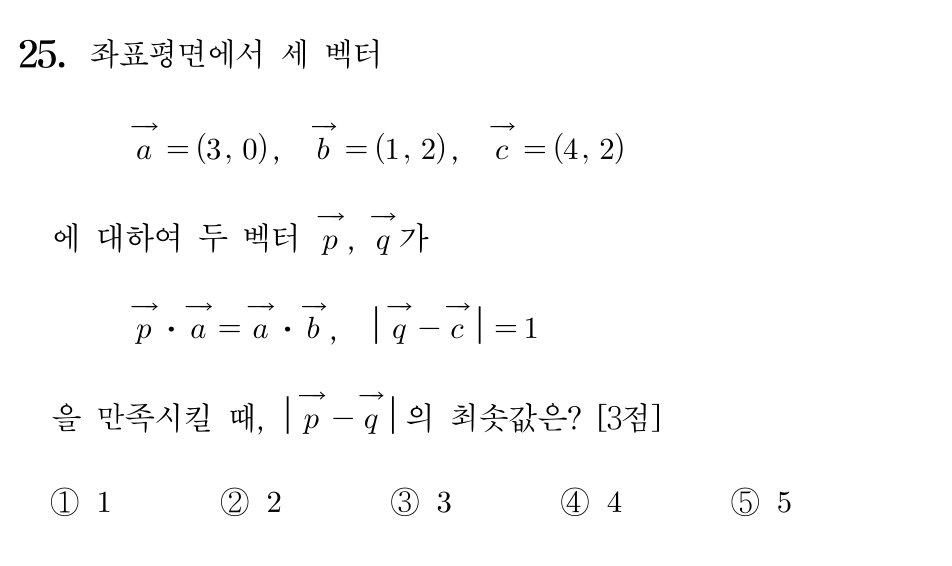 25. 좌표평면에서 세 벡터
$\vec{a}=(3, 0),\quad \vec{b}=(1, 2),\quad \vec{c}=(4, 2)$
에 대하여 두 벡터 $\vec{p}$, $\vec{q}$가
$\vec{p} \cdot \vec{a} = \vec{a} \cdot \vec{b},\quad |\vec{q}-\vec{c}|=1$
을 만족시킬 때, $|\vec{p}-\vec{q}|$의 최솟값은? [3점]
① 1 ② 2 ③ 3 ④ 4 ⑤ 5